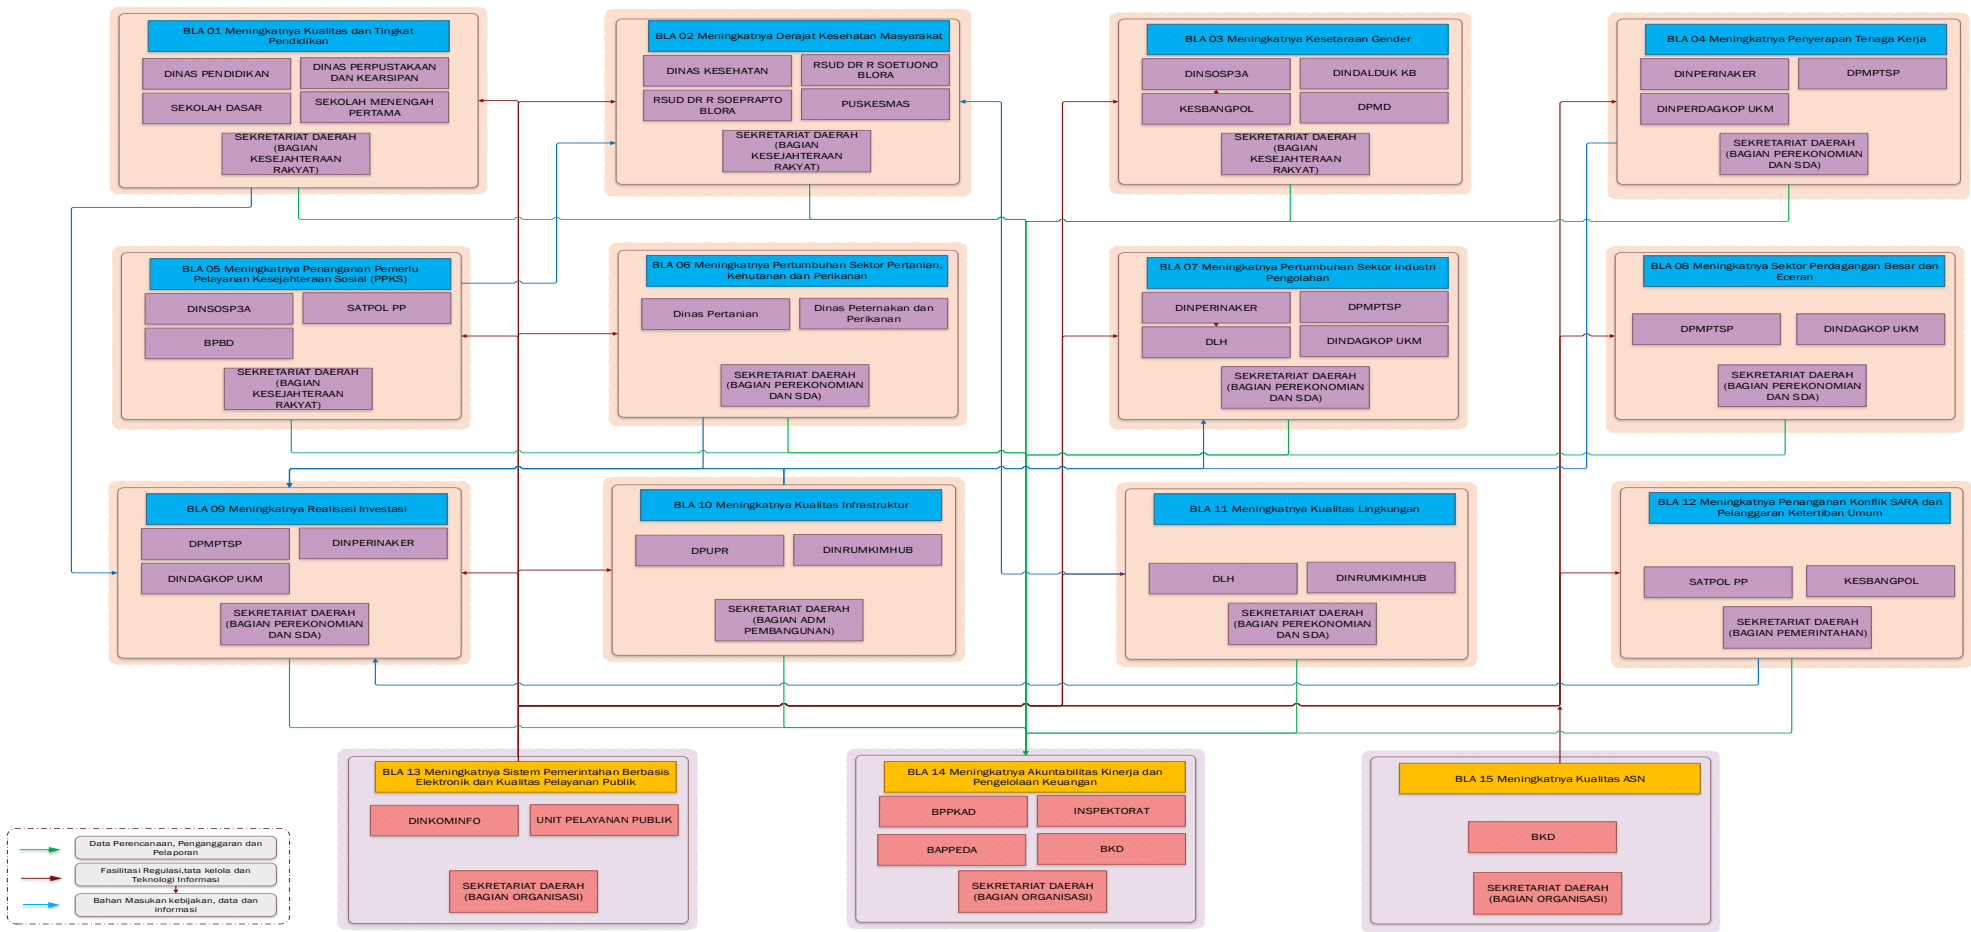 BLA 01 Meningkatnya Kualitas dan Tingkat
Pendidikan
DINAS PENDIDIKAN
DINAS PERPUSTAKAAN
DAN KEARSIPAN
SEKOLAH DASAR
SEKOLAH MENENGAH
PERTAMA
SEKRETARIAT DAERAH
(BAGIAN
KESEJAHTERAAN
RAKYAT)
BLA 02 Meningkatnya Derajat Kesehatan Masyarakat
DINAS KESEHATAN
RSUD DR R SOETIJONO
BLORA
RSUD DR R SOEPRAPTO
BLORA
PUSKESMAS
SEKRETARIAT DAERAH
(BAGIAN
KESEJAHTERAAN
RAKYAT)
BLA 03 Meningkatnya Kesetaraan Gender
DINSOSP3A
DINDALDUK KB
KESBANGPOL
DPMD
SEKRETARIAT DAERAH
(BAGIAN
KESEJAHTERAAN
RAKYAT)
BLA 04 Meningkatnya Penyerapan Tenaga Kerja
DINPERINAKER
DPMPTSP
DINPERDAGKOP UKM
SEKRETARIAT DAERAH
(BAGIAN PEREKONOMIAN
DAN SDA)
BLA 05 Meningkatnya Penanganan Pemerlu
Pelayanan Kesejahteraan Sosial (PPKS)
DINSOSP3A
SATPOL PP
BPBD
SEKRETARIAT DAERAH
(BAGIAN
KESEJAHTERAAN
RAKYAT)
BLA 06 Meningkatnya Pertumbuhan Sektor Pertanian,
Kehutanan dan Perikanan
Dinas Pertanian
Dinas Peternakan dan
Perikanan
SEKRETARIAT DAERAH
(BAGIAN PEREKONOMIAN
DAN SDA)
BLA 07 Meningkatnya Pertumbuhan Sektor Industri
Pengolahan
DINPERINAKER
DPMPTSP
DLH
DINDAGKOP UKM
SEKRETARIAT DAERAH
(BAGIAN PEREKONOMIAN
DAN SDA)
BLA 08 Meningkatnya Sektor Perdagangan Besar dan
Eceran
DPMPTSP
DINDAGKOP UKM
SEKRETARIAT DAERAH
(BAGIAN PEREKONOMIAN
DAN SDA)
BLA 09 Meningkatnya Realisasi Investasi
DPMPTSP
DINPERINAKER
DINDAGKOP UKM
SEKRETARIAT DAERAH
(BAGIAN PEREKONOMIAN
DAN SDA)
BLA 10 Meningkatnya Kualitas Infrastruktur
DPUPR
DINRUMKIMHUB
SEKRETARIAT DAERAH
(BAGIAN ADM
PEMBANGUNAN)
BLA 11 Meningkatnya Kualitas Lingkungan
DLH
DINRUMKIMHUB
SEKRETARIAT DAERAH
(BAGIAN PEREKONOMIAN
DAN SDA)
BLA 12 Meningkatnya Penanganan Konflik SARA dan
Pelanggaran Ketertiban Umum
SATPOL PP
KESBANGPOL
SEKRETARIAT DAERAH
(BAGIAN PEMERINTAHAN)
BLA 13 Meningkatnya Sistem Pemerintahan Berbasis
Elektronik dan Kualitas Pelayanan Publik
DINKOMINFO
UNIT PELAYANAN PUBLIK
SEKRETARIAT DAERAH
(BAGIAN ORGANISASI)
BLA 14 Meningkatnya Akuntabilitas Kinerja dan
Pengelolaan Keuangan
BPPKAD
INSPEKTORAT
BAPPEDA
BKD
SEKRETARIAT DAERAH
(BAGIAN ORGANISASI)
BLA 15 Meningkatnya Kualitas ASN
BKD
SEKRETARIAT DAERAH
(BAGIAN ORGANISASI)
Data Perencanaan, Penganggaran dan
Pelaporan
Fasilitasi Regulasi,tata kelola dan
Teknologi Informasi
Bahan Masukan kebijakan, data dan
informasi